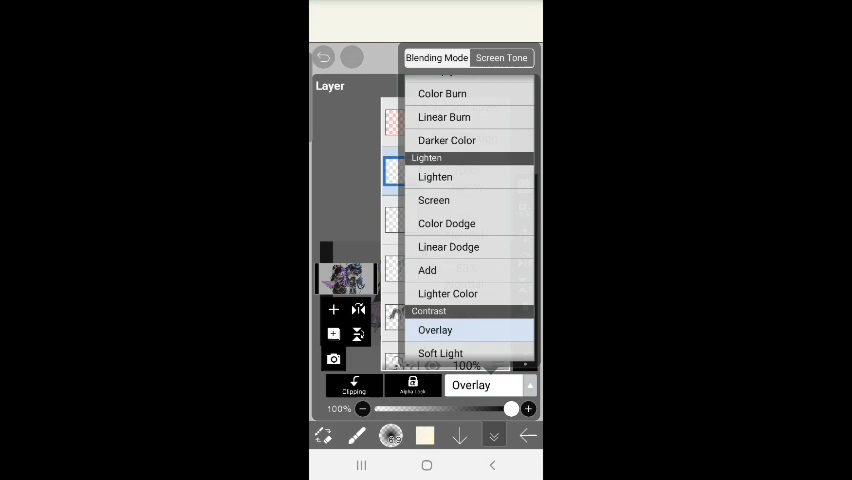 Blending Mode Screen Tone
Layer
Color Burn
Linear Burn
Darker Color
Lighten
Lighten
Screen
Color Dodge
Linear Dodge
Add
Lighter Color
Contrast
Overlay
Soft Light
100%
Clipping
Alpha Lock
Overlay
100%